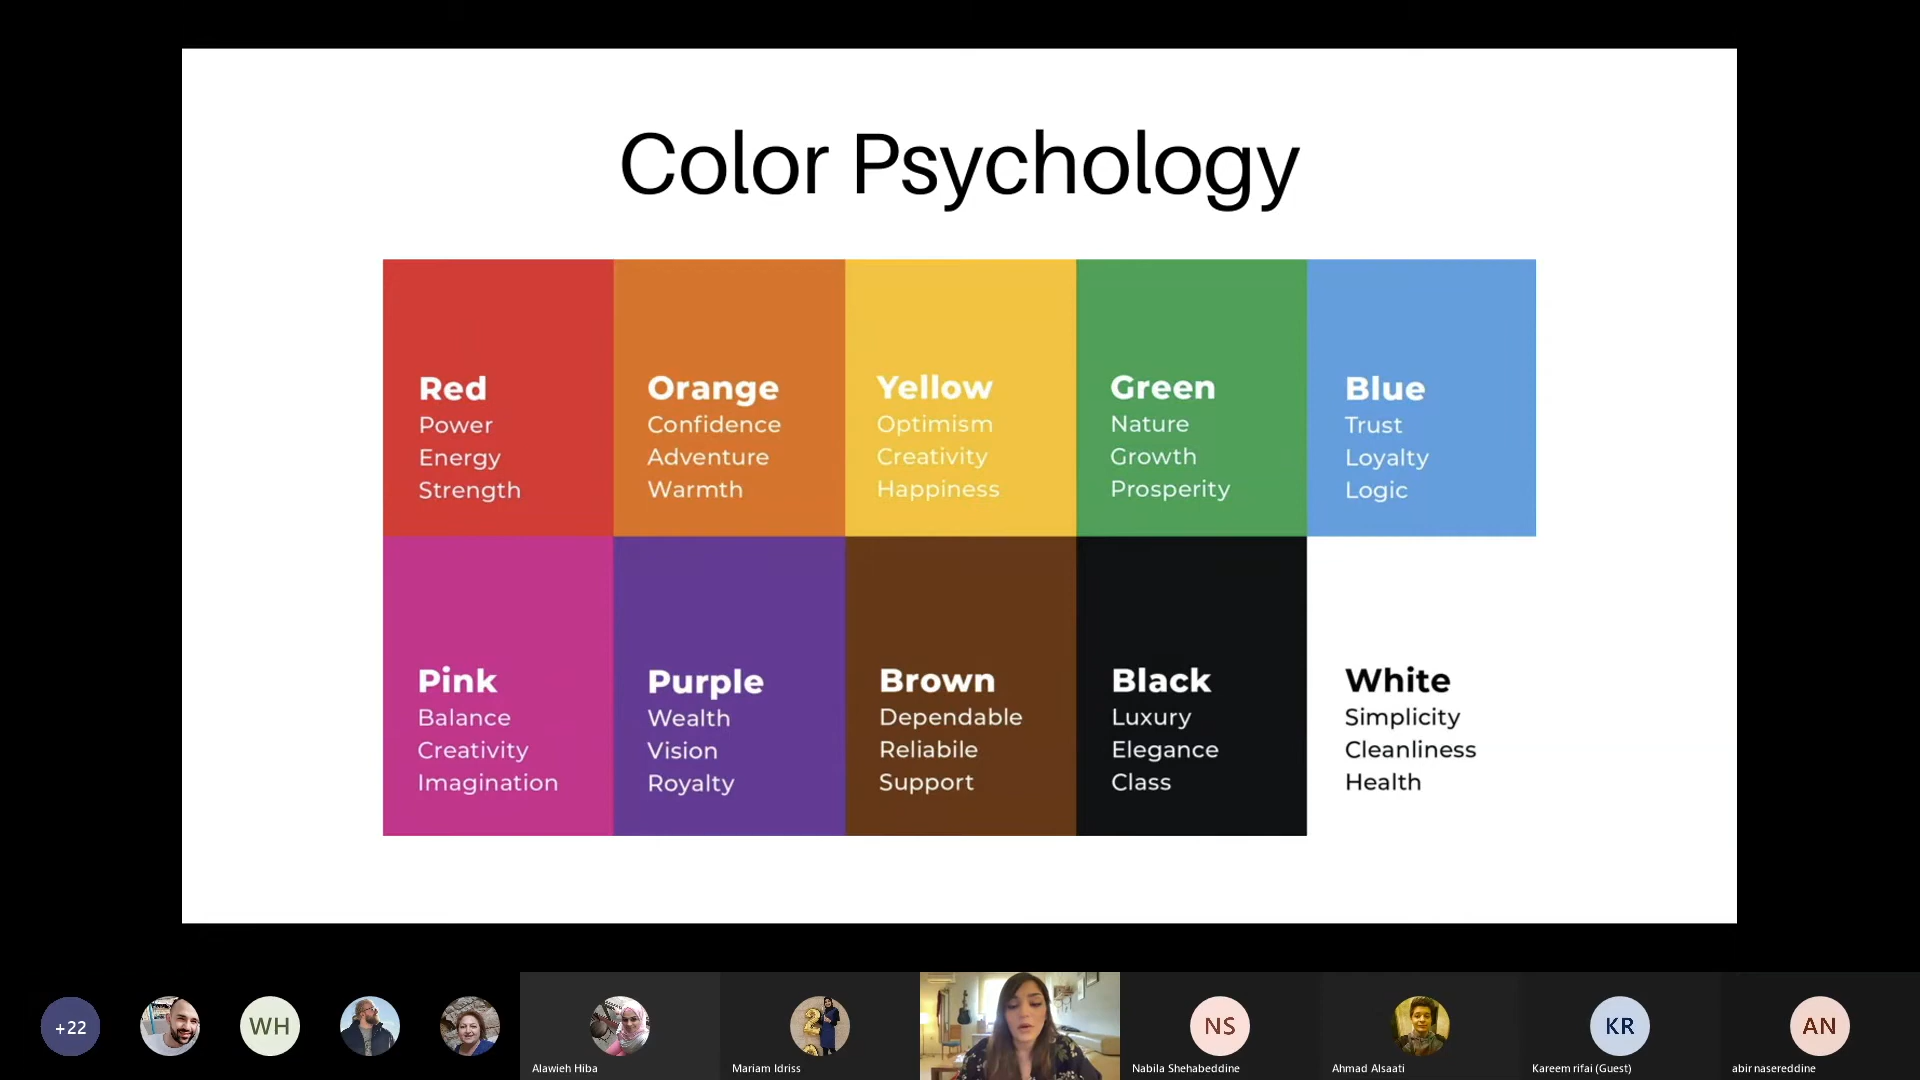 Color Psychology
Red
Power
Energy
Strength
Orange
Confidence
Adventure
Warmth
Yellow
Optimism
Creativity
Happiness
Green
Nature
Growth
Prosperity
Blue
Trust
Loyalty
Logic
Pink
Balance
Creativity
Imagination
Purple
Wealth
Vision
Royalty
Brown
Dependable
Reliabile
Support
Black
Luxury
Elegance
Class
White
Simplicity
Cleanliness
Health
+22
WH
Alawieh Hiba
2
Mariam Idriss
NS
Nabila Shehabeddine
Ahmad Alsaati
KR
Kareem rifai (Guest)
AN
abir nasereddine